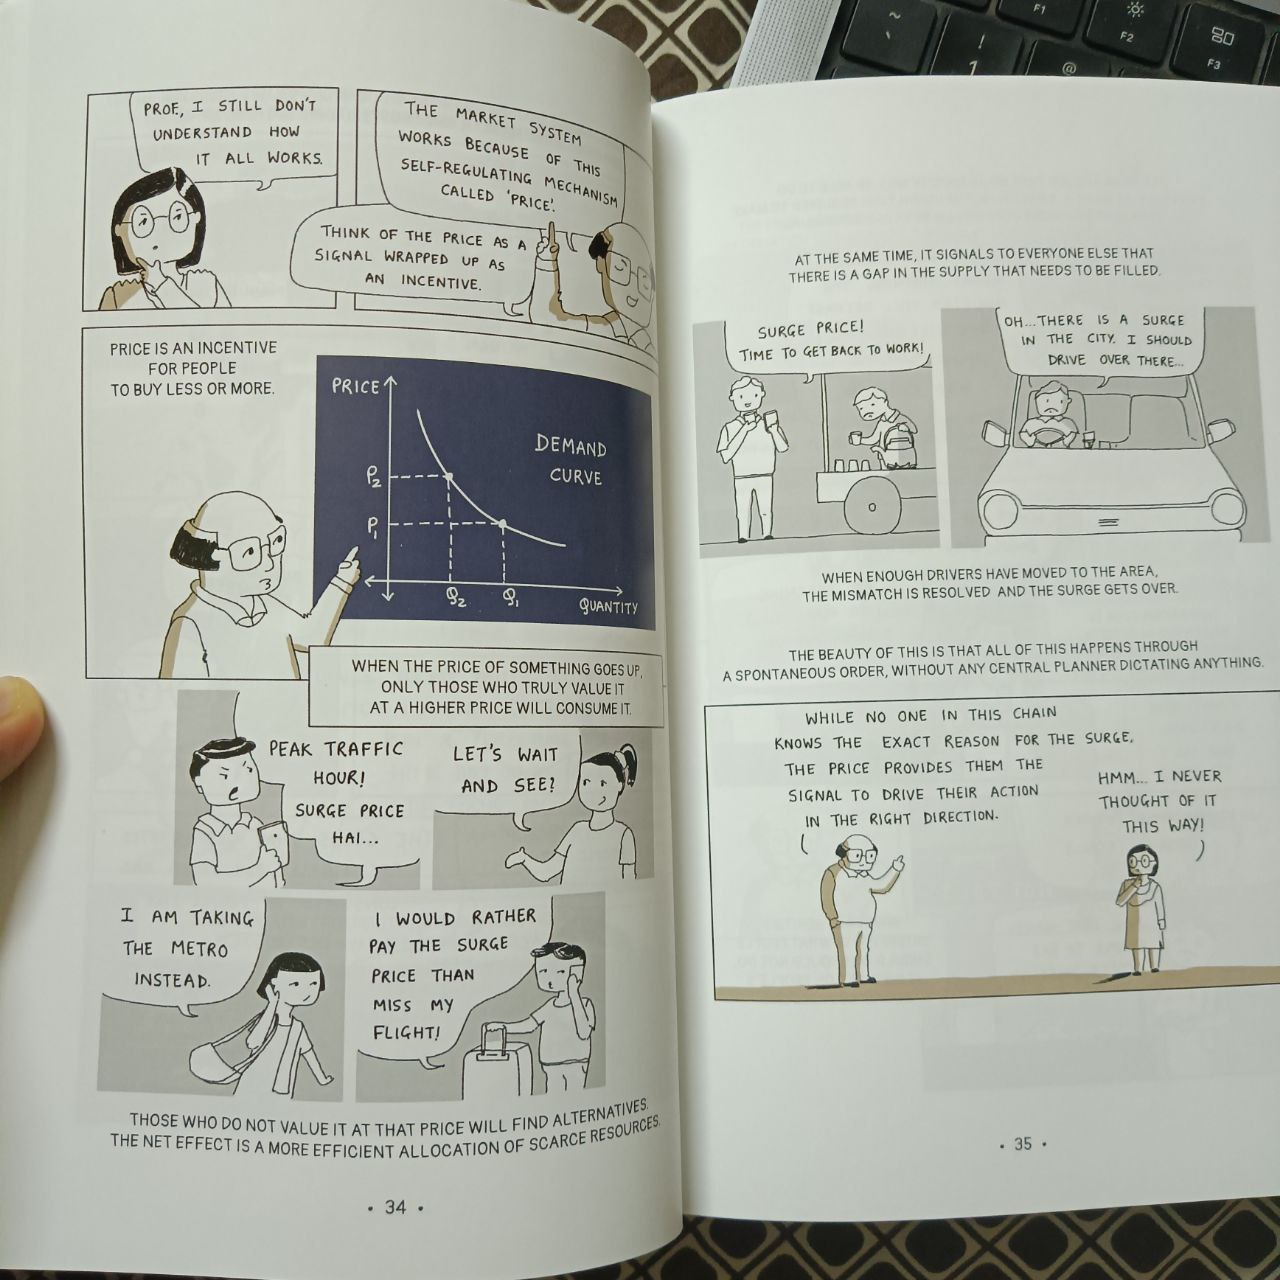 PROF., I STILL DON'T
UNDERSTAND HOW
IT ALL WORKS.
THE MARKET SYSTEM
WORKS BECAUSE OF THIS
SELF-REGULATING MECHANISM
CALLED 'PRICE'.
THINK OF THE PRICE AS A
SIGNAL WRAPPED UP AS
AN INCENTIVE.
PRICE IS AN INCENTIVE
FOR PEOPLE
TO BUY LESS OR MORE.
PRICE
DEMAND
CURVE
P2
P1
Q2 Q1 QUANTITY
WHEN THE PRICE OF SOMETHING GOES UP,
ONLY THOSE WHO TRULY VALUE IT
AT A HIGHER PRICE WILL CONSUME IT.
PEAK TRAFFIC
HOUR!
SURGE PRICE
HAI...
LET'S WAIT
AND SEE?
I AM TAKING
THE METRO
INSTEAD.
I WOULD RATHER
PAY THE SURGE
PRICE THAN
MISS MY
FLIGHT!
THOSE WHO DO NOT VALUE IT AT THAT PRICE WILL FIND ALTERNATIVES.
THE NET EFFECT IS A MORE EFFICIENT ALLOCATION OF SCARCE RESOURCES.
• 34 •
AT THE SAME TIME, IT SIGNALS TO EVERYONE ELSE THAT
THERE IS A GAP IN THE SUPPLY THAT NEEDS TO BE FILLED.
SURGE PRICE!
TIME TO GET BACK TO WORK!
OH...THERE IS A SURGE
IN THE CITY. I SHOULD
DRIVE OVER THERE...
WHEN ENOUGH DRIVERS HAVE MOVED TO THE AREA,
THE MISMATCH IS RESOLVED AND THE SURGE GETS OVER.
THE BEAUTY OF THIS IS THAT ALL OF THIS HAPPENS THROUGH
A SPONTANEOUS ORDER, WITHOUT ANY CENTRAL PLANNER DICTATING ANYTHING.
WHILE NO ONE IN THIS CHAIN
KNOWS THE EXACT REASON FOR THE SURGE,
THE PRICE PROVIDES THEM THE
SIGNAL TO DRIVE THEIR ACTION
IN THE RIGHT DIRECTION.
HMM... I NEVER
THOUGHT OF IT
THIS WAY!
• 35 •
~
`
!
1
@
F1
F2
F3